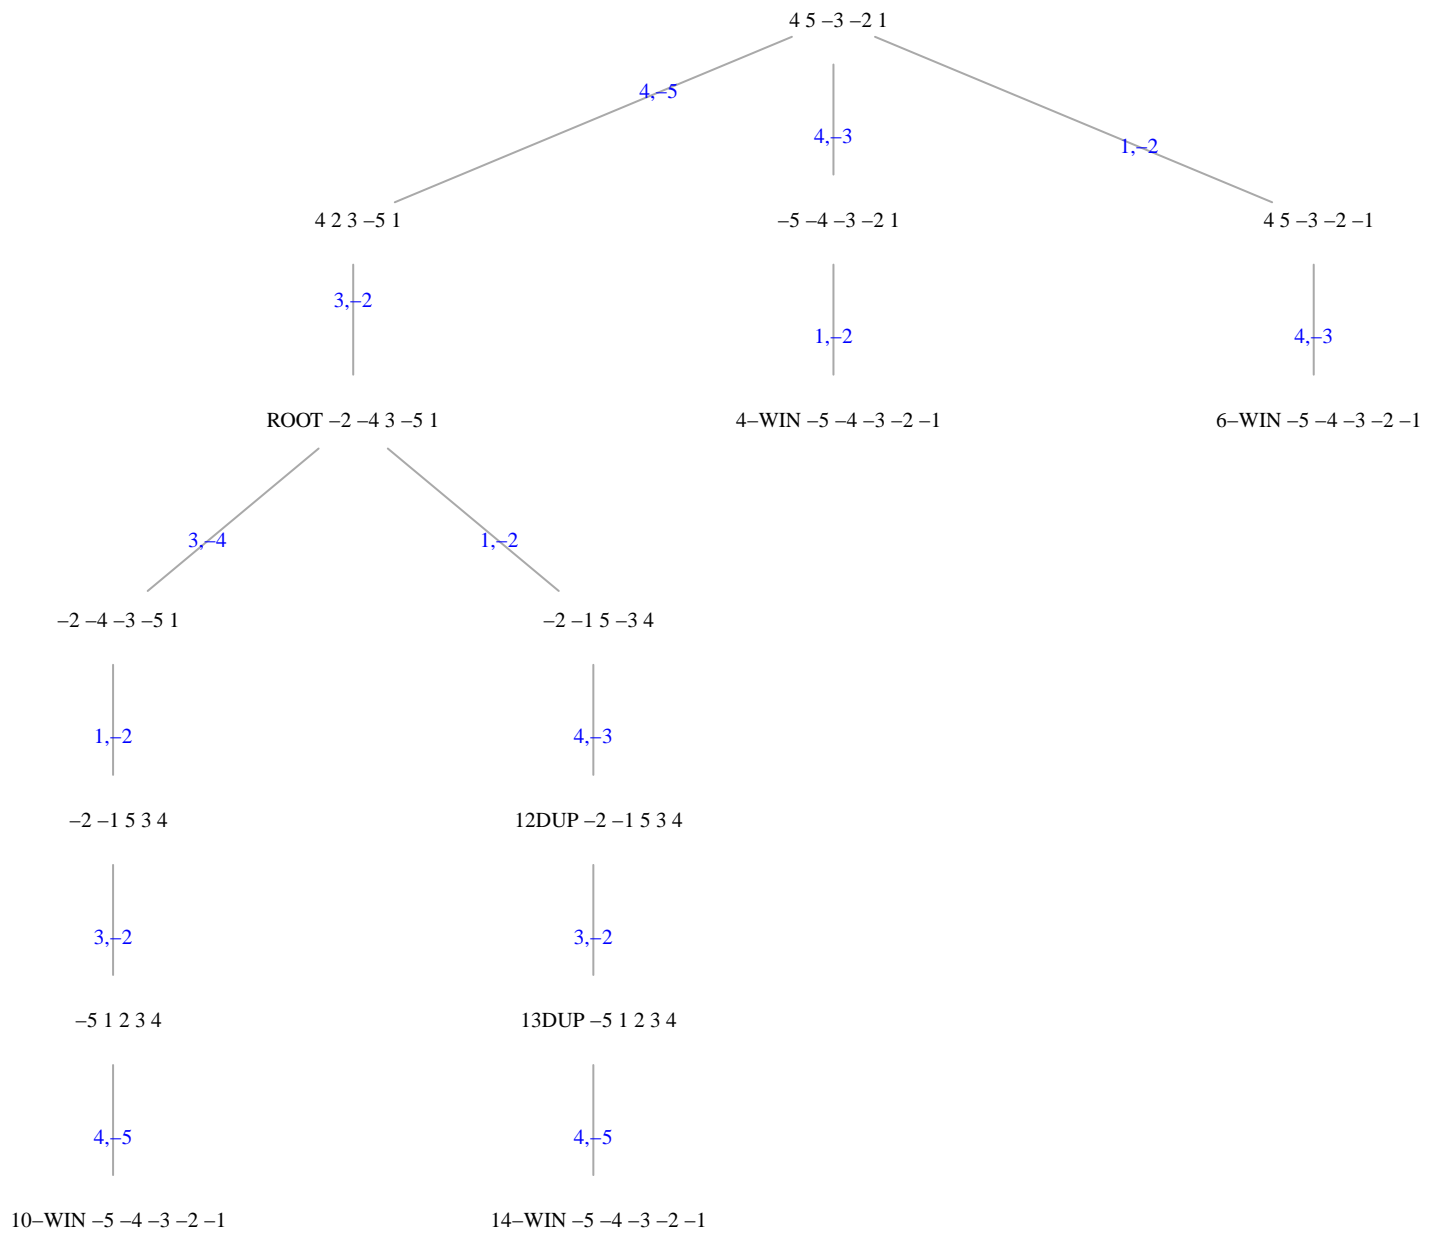 4 5 –3 –2 1
4,–5
4,–3
1,–2
4 2 3 –5 1
–5 –4 –3 –2 1
4 5 –3 –2 –1
3,–2
1,–2
4,–3
ROOT –2 –4 3 –5 1
4–WIN –5 –4 –3 –2 –1
6–WIN –5 –4 –3 –2 –1
3,–4
1,–2
–2 –4 –3 –5 1
–2 –1 5 –3 4
1,–2
4,–3
–2 –1 5 3 4
12DUP –2 –1 5 3 4
3,–2
3,–2
–5 1 2 3 4
13DUP –5 1 2 3 4
4,–5
4,–5
10–WIN –5 –4 –3 –2 –1
14–WIN –5 –4 –3 –2 –1